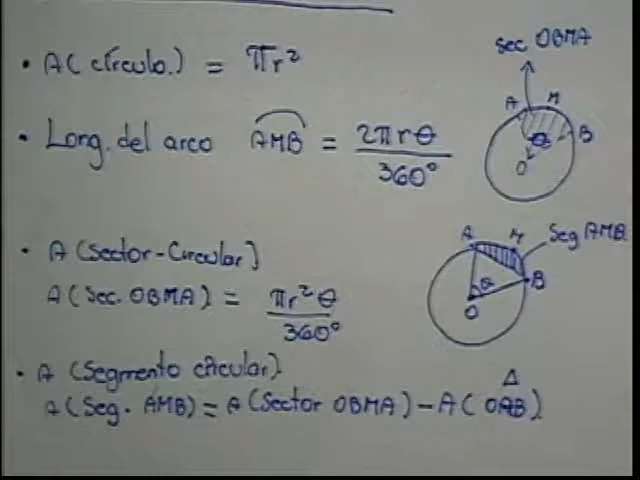 • A(círculo.) = πr²
sec OBMA
A M
B
θ
O
• Long. del arco AMB = 2πrθ
360°
• A(Sector-Circular)
A M
Seg AMB.
B
θ
O
A(Sec. OBMA) = πr²θ
360°
• A (Segmento circular)
A(Seg. AMB) = A(Sector OBMA) - A(OAB)